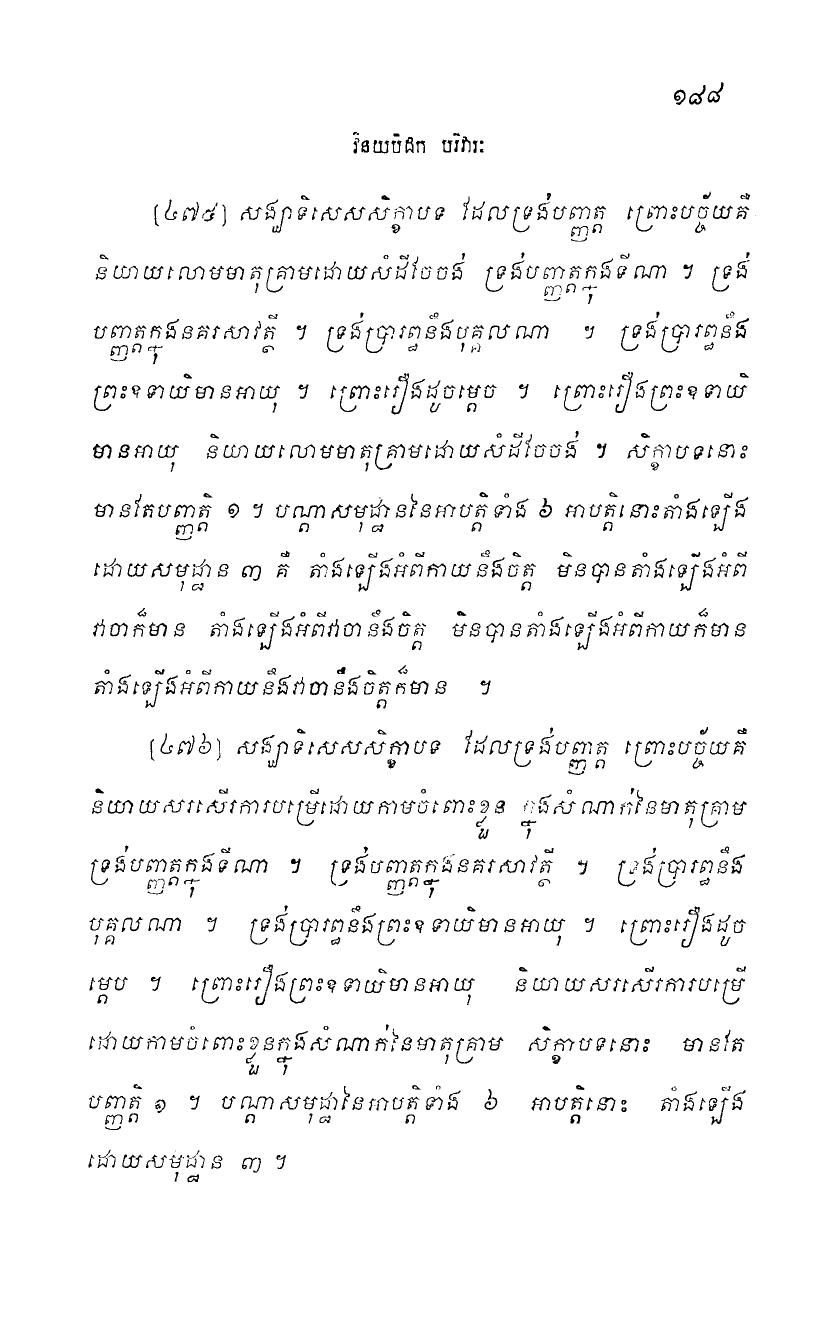 ១៨៨
វិនយបិដក បរិវារៈ
[៤៧៥] សង្ឃាទិសេសសិក្ខាបទ ដែលទ្រង់បញ្ញត្ត ព្រោះបច្ច័យគឺ
និយាយលោមមាតុគ្រាមដោយសំដីចែចង់ ទ្រង់បញ្ញត្តក្នុងទីណា ។ ទ្រង់
បញ្ញត្តក្នុងនគរសាវត្ថី ។ ទ្រង់ប្រារព្ធនឹងបុគ្គលណា ។ ទ្រង់ប្រារព្ធនឹង
ព្រះឧទាយិមានអាយុ ។ ព្រោះរឿងដូចម្តេច ។ ព្រោះរឿងព្រះឧទាយិ
មានអាយុ និយាយលោមមាតុគ្រាមដោយសំដីចែចង់ ។ សិក្ខាបទនោះ
មានតែបញ្ញត្តិ ១ ។ បណ្តាសមុដ្ឋាននៃអាបត្តិទាំង ៦ អាបត្តិនោះតាំងឡើង
ដោយសមុដ្ឋាន ៣ គឺ តាំងឡើងអំពីកាយនឹងចិត្ត មិនបានតាំងឡើងអំពី
វាចាក៏មាន តាំងឡើងអំពីវាចានឹងចិត្ត មិនបានតាំងឡើងអំពីកាយក៏មាន
តាំងឡើងអំពីកាយនឹងវាចានឹងចិត្តក៏មាន ។
[៤៧៦] សង្ឃាទិសេសសិក្ខាបទ ដែលទ្រង់បញ្ញត្ត ព្រោះបច្ច័យគឺ
និយាយសរសើរការបម្រើដោយកាមចំពោះខ្លួន ក្នុងសំណាក់នៃមាតុគ្រាម
ទ្រង់បញ្ញត្តក្នុងទីណា ។ ទ្រង់បញ្ញត្តក្នុងនគរសាវត្ថី ។ ទ្រង់ប្រារព្ធនឹង
បុគ្គលណា ។ ទ្រង់ប្រារព្ធនឹងព្រះឧទាយិមានអាយុ ។ ព្រោះរឿងដូច
ម្តេប ។ ព្រោះរឿងព្រះឧទាយិមានអាយុ និយាយសរសើរការបម្រើ
ដោយកាមចំពោះខ្លួនក្នុងសំណាក់នៃមាតុគ្រាម សិក្ខាបទនោះ មានតែ
បញ្ញត្តិ ១ ។ បណ្តាសមុដ្ឋានៃអាបត្តិទាំង ៦ អាបត្តិនោះ តាំងឡើង
ដោយសមុដ្ឋាន ៣ ។